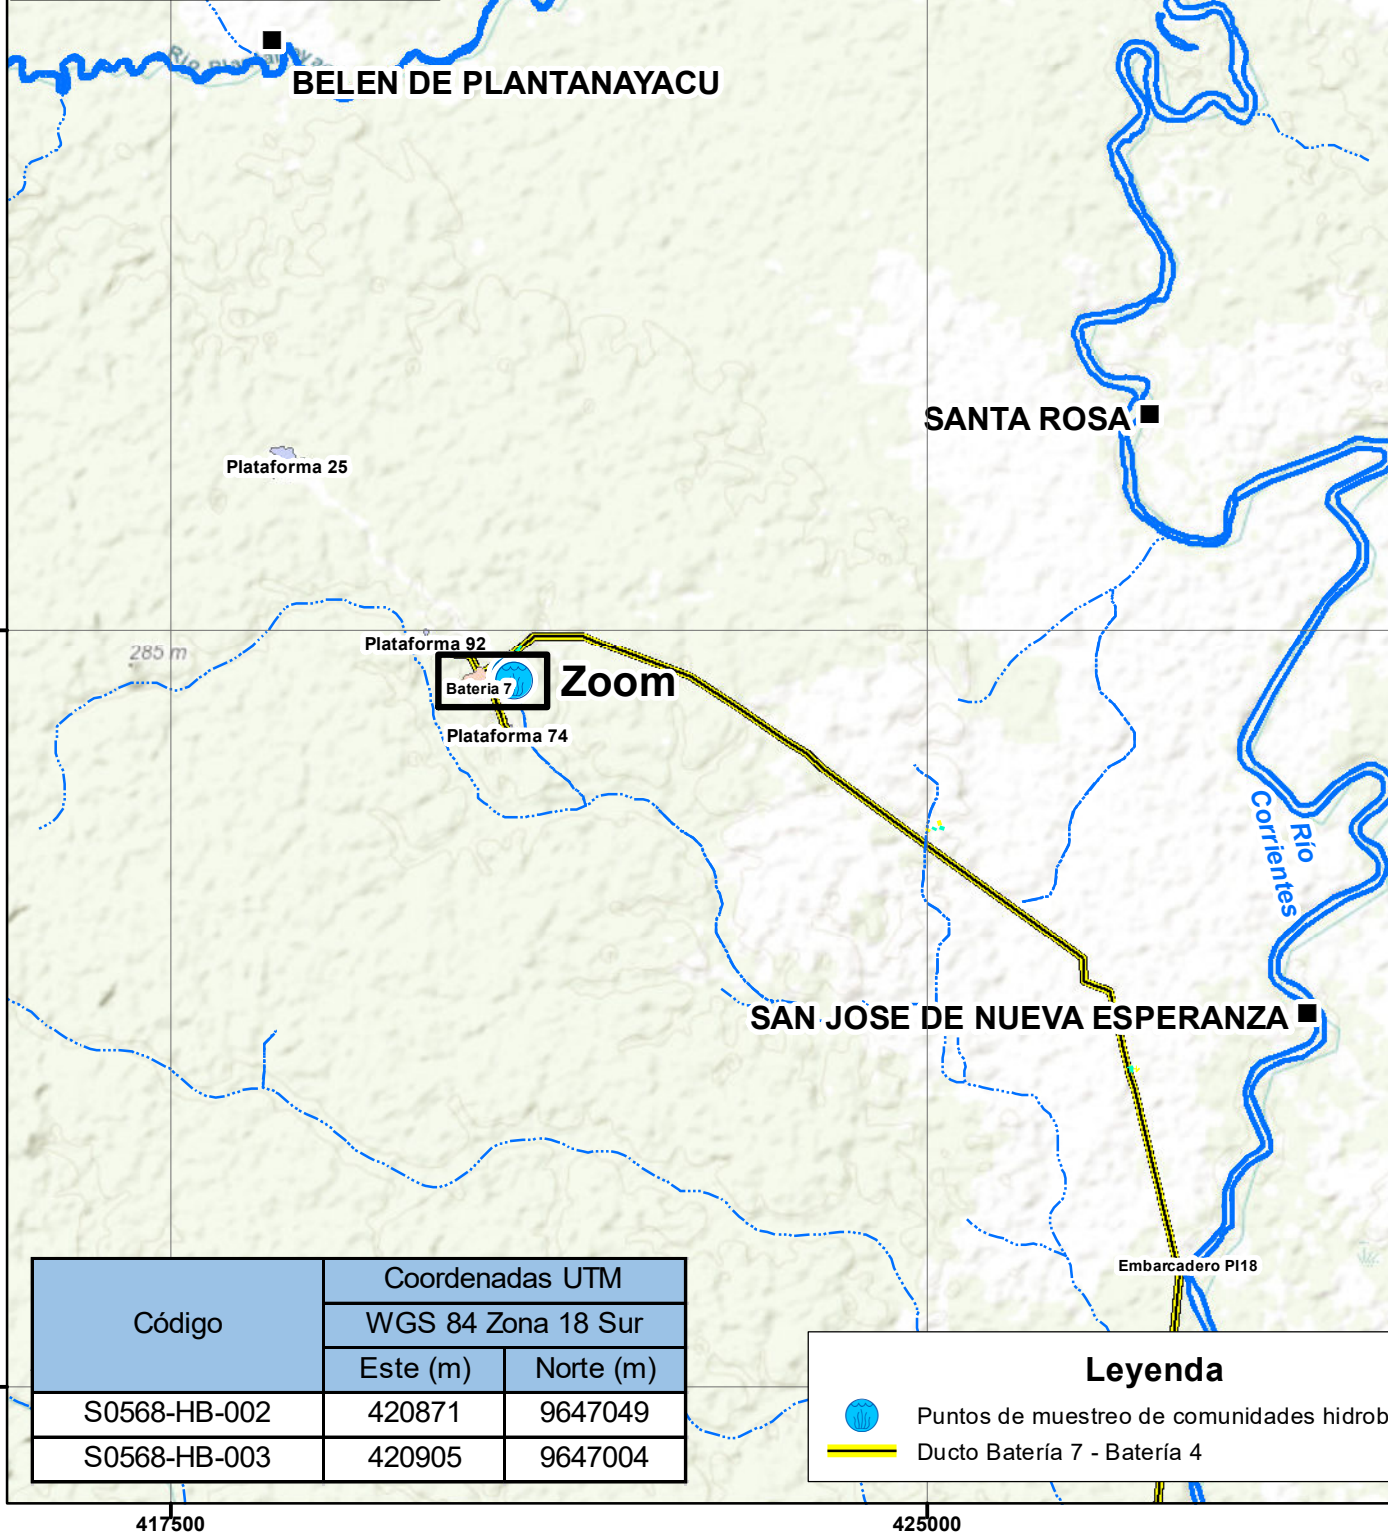 BELEN DE PLANTANAYACU
SANTA ROSA
Plataforma 25
Plataforma 92
285 m
Bateria 7
Zoom
Plataforma 74
Río
Corrientes
SAN JOSE DE NUEVA ESPERANZA
Embarcadero PI18
Código
Coordenadas UTM
WGS 84 Zona 18 Sur
Este (m) Norte (m)
S0568-HB-002 420871 9647049
S0568-HB-003 420905 9647004
Leyenda
Puntos de muestreo de comunidades hidrob
Ducto Batería 7 - Batería 4
417500 425000